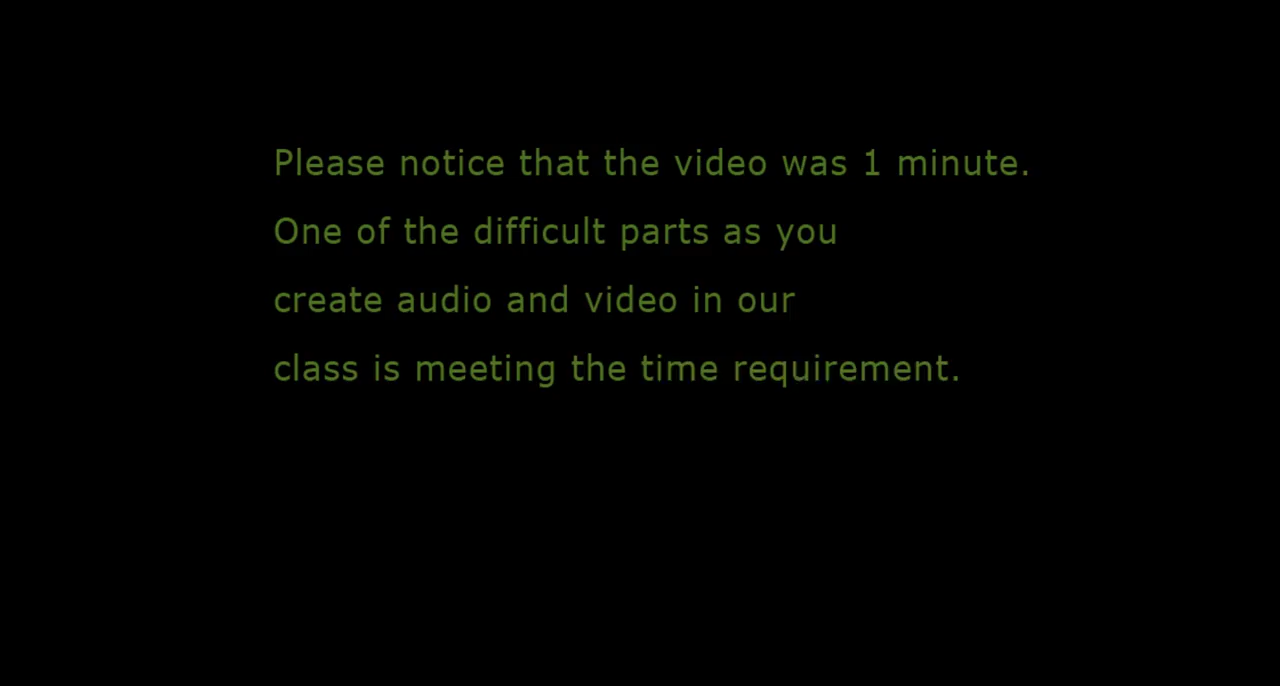 Please notice that the video was 1 minute.
One of the difficult parts as you
create audio and video in our
class is meeting the time requirement.